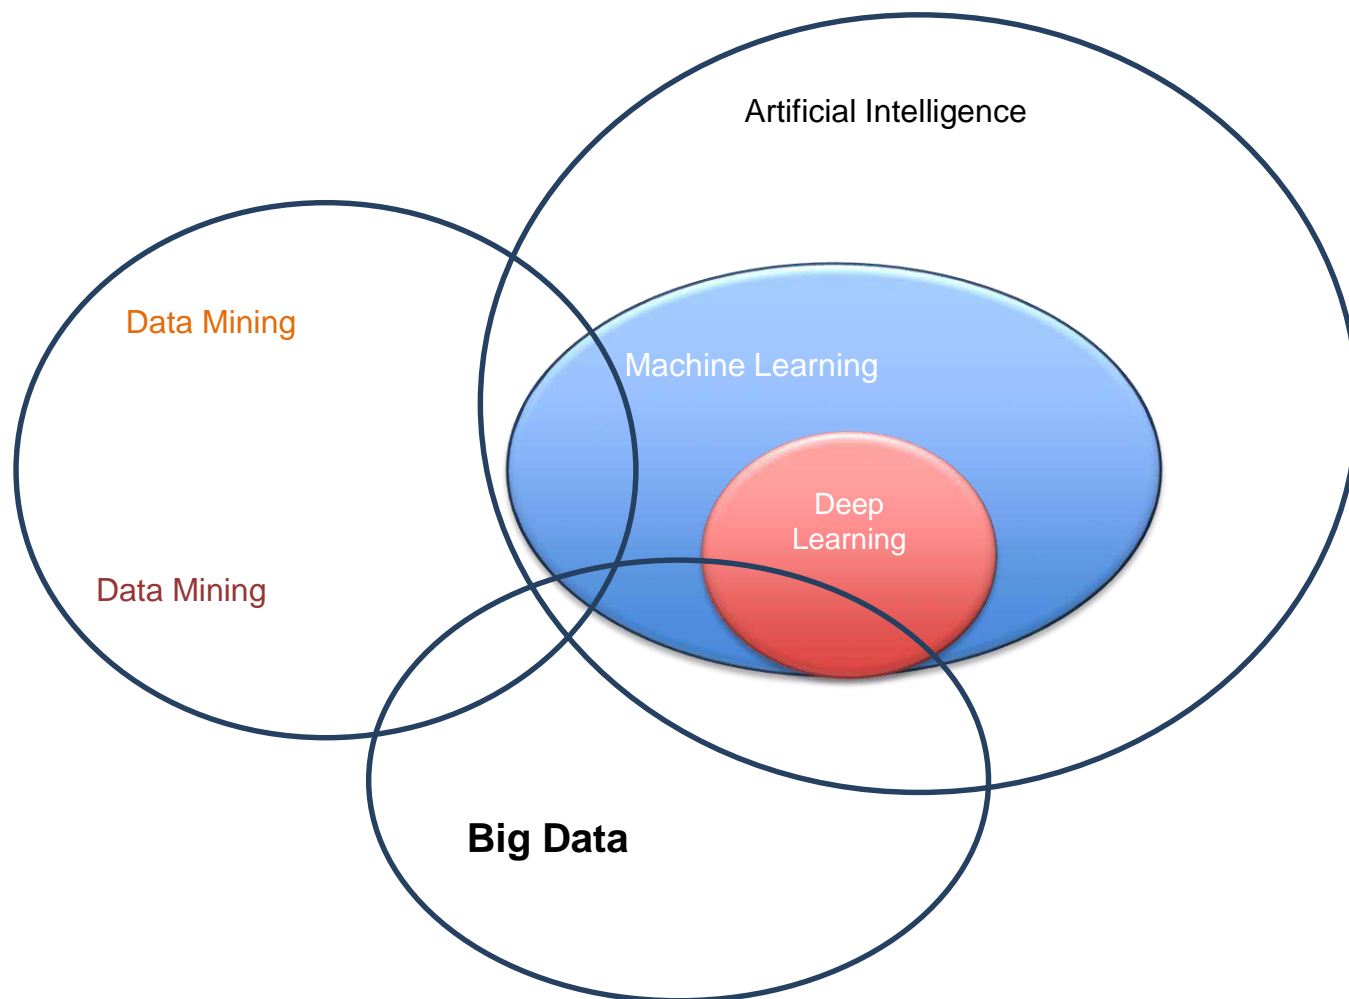 Artificial Intelligence
Data Mining
Machine Learning
Deep
Learning
Data Mining
Big Data